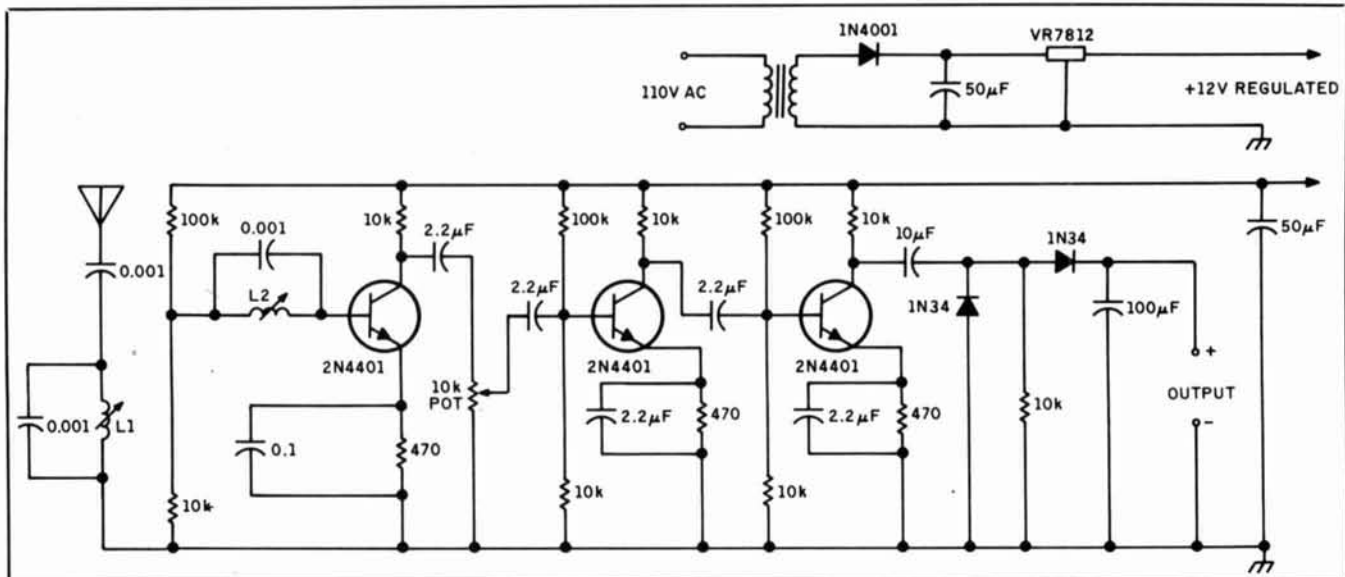 1N4001
VR7812
110V AC
50μF
+12V REGULATED
100k
0.001
L2
10k
2.2μF
100k
10k
2.2μF
2.2μF
100k
10k
10μF
1N34
50μF
0.001
1N34
100μF
2N4401
10k
POT
2N4401
2N4401
+
OUTPUT
-
0.001
L1
0.1
470
2.2μF
470
2.2μF
470
10k
10k
10k
10k